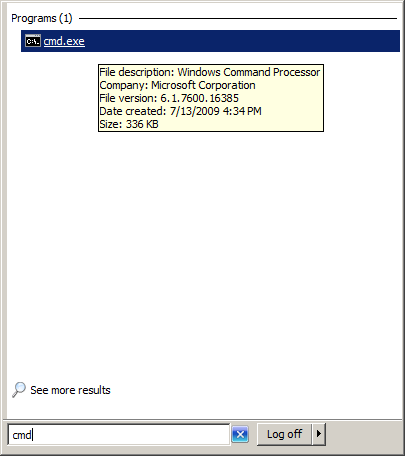 Programs (1)
C:\.
cmd.exe
File description: Windows Command Processor
Company: Microsoft Corporation
File version: 6.1.7600.16385
Date created: 7/13/2009 4:34 PM
Size: 336 KB
See more results
cmd
Log off